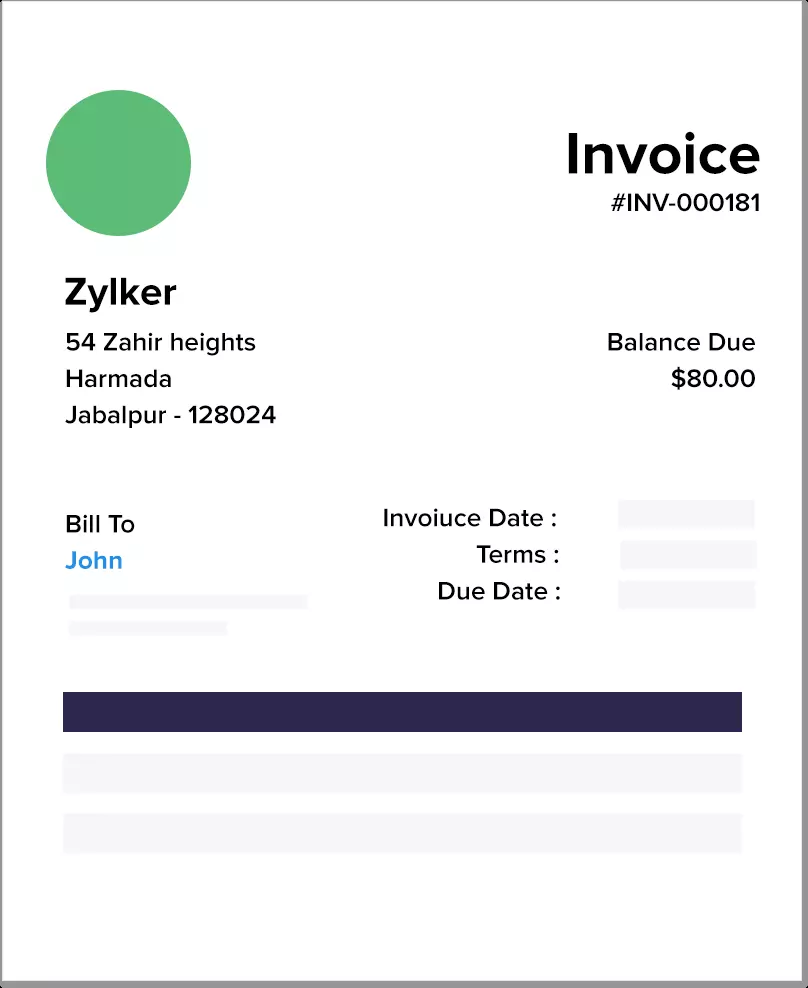 Invoice
#INV-000181
Zylker
54 Zahir heights
Harmada
Jabalpur - 128024
Balance Due
$80.00
Bill To
John
Invoiuce Date :
Terms :
Due Date :